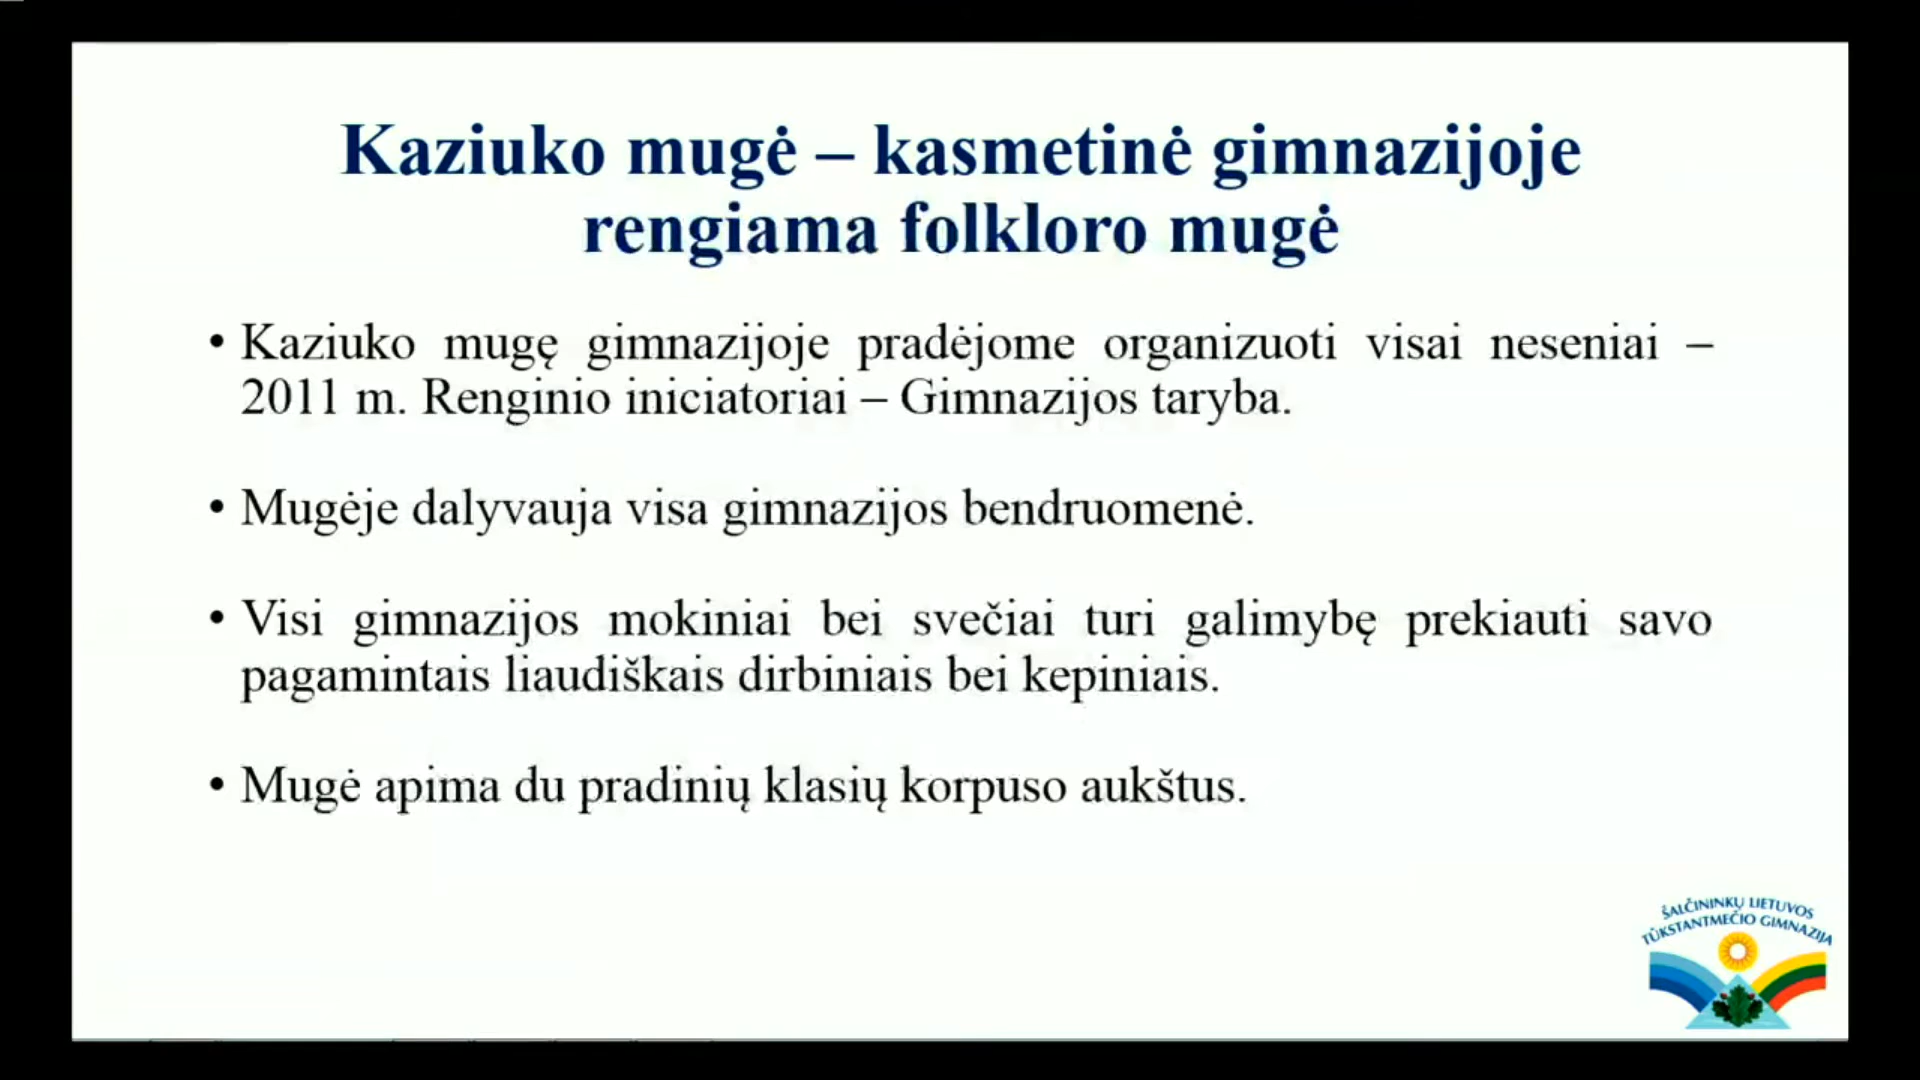 Kaziuko mugė – kasmetinė gimnazijoje
rengiama folkloro mugė
• Kaziuko mugę gimnazijoje pradėjome organizuoti visai neseniai –
2011 m. Renginio iniciatoriai – Gimnazijos taryba.
• Mugėje dalyvauja visa gimnazijos bendruomenė.
• Visi gimnazijos mokiniai bei svečiai turi galimybę prekiauti savo
pagamintais liaudiškais dirbiniais bei kepiniais.
• Mugė apima du pradinių klasių korpuso aukštus.
ŠALČININKŲ LIETUVOS
TŪKSTANTMEČIO GIMNAZIJA